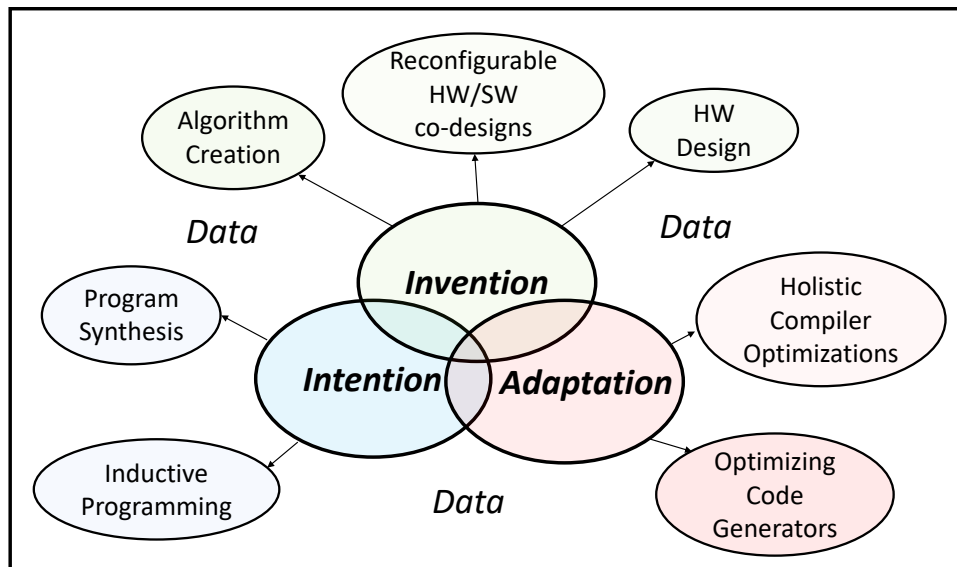 Reconfigurable
HW/SW
co-designs
Algorithm
Creation
HW
Design
Data
Data
Invention
Program
Synthesis
Holistic
Compiler
Optimizations
Intention
Adaptation
Inductive
Programming
Data
Optimizing
Code
Generators